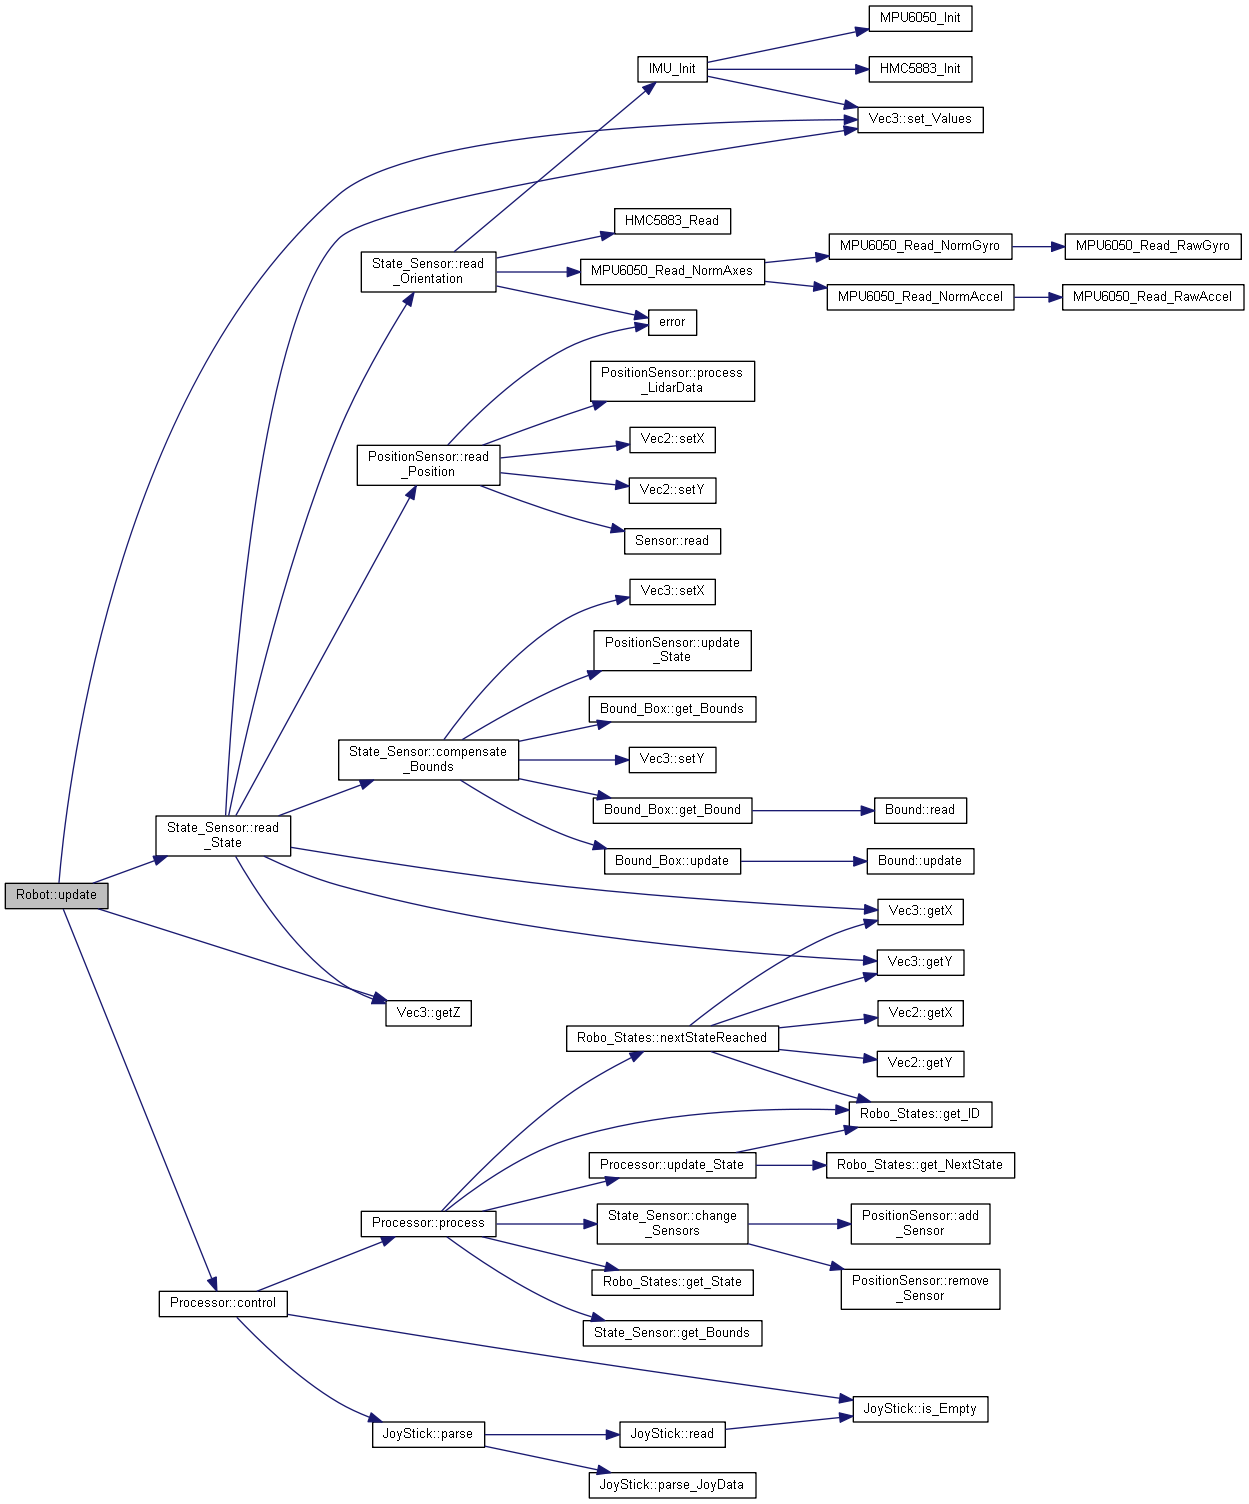 MPU6050_Init
IMU_Init
HMC5883_Init
Vec3::set_Values
HMC5883_Read
MPU6050_Read_NormGyro
MPU6050_Read_RawGyro
State_Sensor::read
_Orientation
MPU6050_Read_NormAxes
MPU6050_Read_NormAccel
MPU6050_Read_RawAccel
error
PositionSensor::process
_LidarData
Vec2::setX
PositionSensor::read
_Position
Vec2::setY
Sensor::read
Vec3::setX
PositionSensor::update
_State
Bound_Box::get_Bounds
State_Sensor::compensate
_Bounds
Vec3::setY
Bound_Box::get_Bound
Bound::read
State_Sensor::read
_State
Bound_Box::update
Bound::update
Robot::update
Vec3::getX
Vec3::getY
Vec3::getZ
Vec2::getX
Robo_States::nextStateReached
Vec2::getY
Robo_States::get_ID
Processor::update_State
Robo_States::get_NextState
Processor::process
State_Sensor::change
_Sensors
PositionSensor::add
_Sensor
Robo_States::get_State
PositionSensor::remove
_Sensor
Processor::control
State_Sensor::get_Bounds
JoyStick::is_Empty
JoyStick::parse
JoyStick::read
JoyStick::parse_JoyData